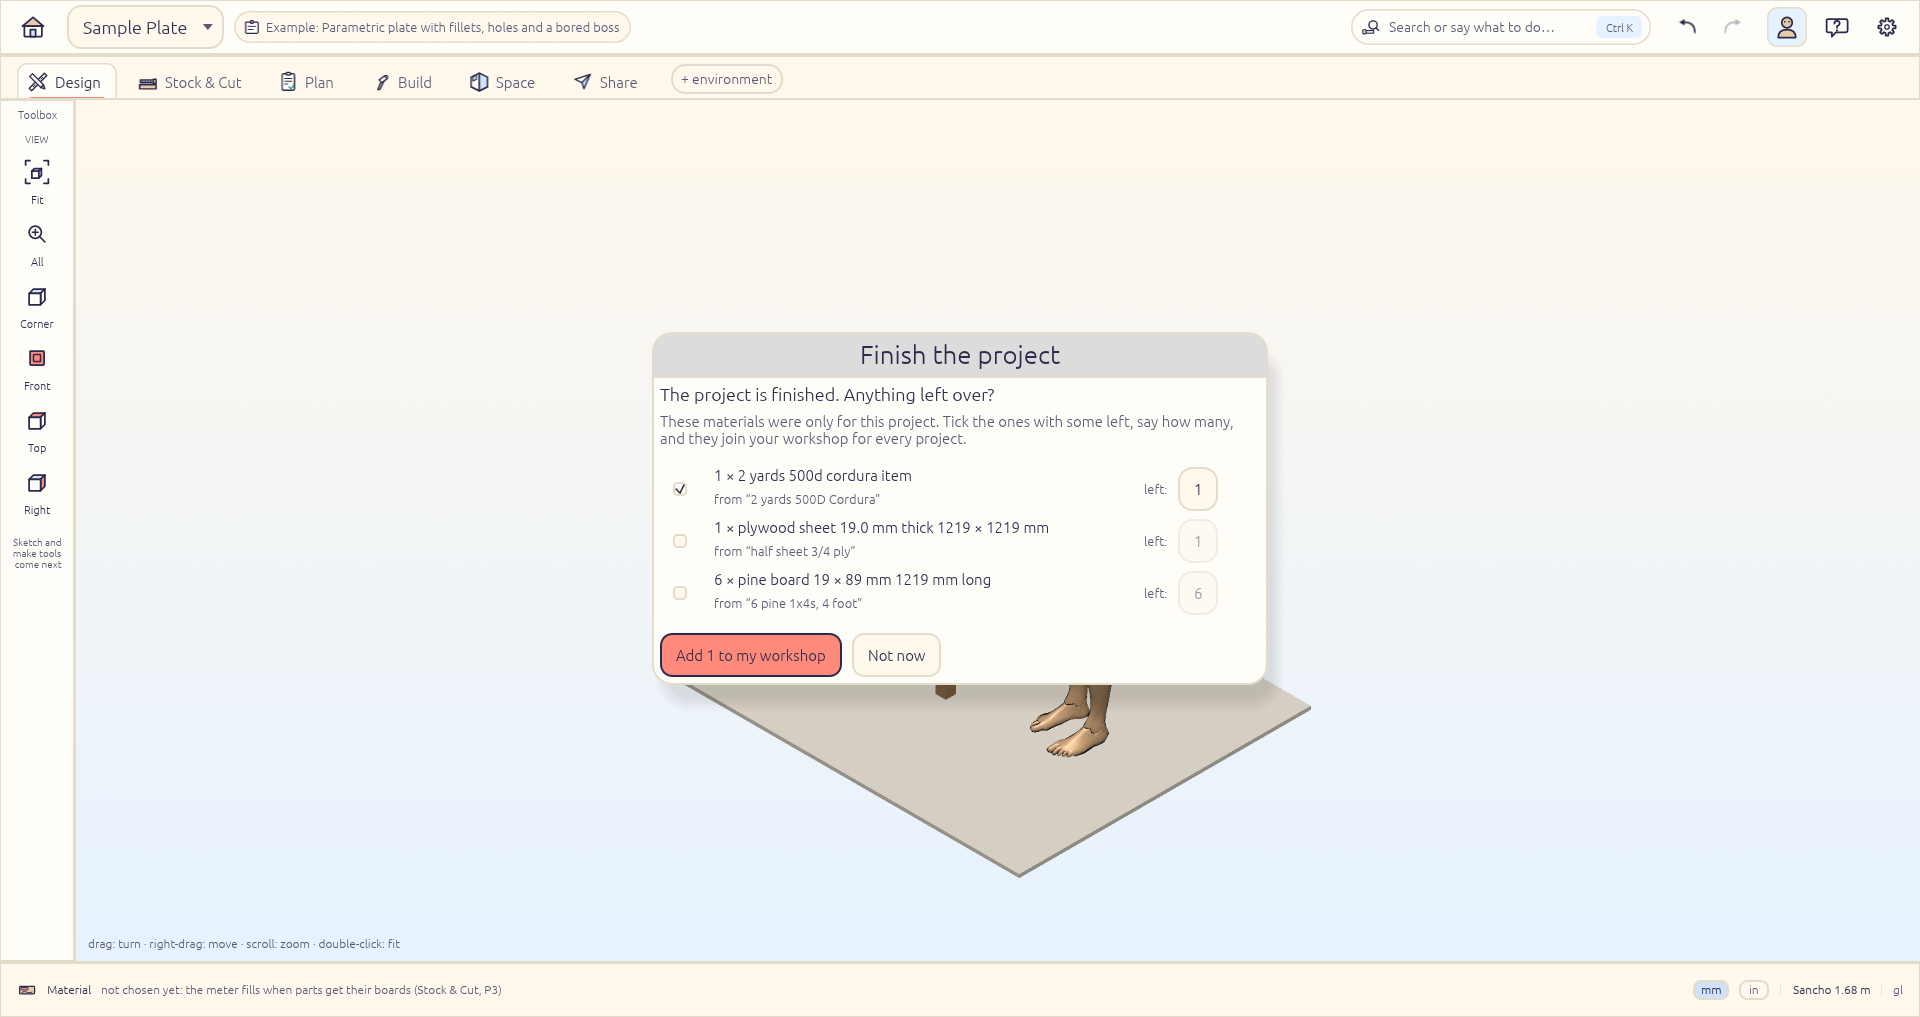 Sample Plate
Example: Parametric plate with fillets, holes and a bored boss
Search or say what to do…
Ctrl K
Design
Stock & Cut
Plan
Build
Space
Share
+ environment
Toolbox
VIEW
Fit
All
Corner
Front
Top
Right
Sketch and
make tools
come next
Finish the project
The project is finished. Anything left over?
These materials were only for this project. Tick the ones with some left, say how many,
and they join your workshop for every project.
1 × 2 yards 500d cordura item
from “2 yards 500D Cordura”
left: 1
1 × plywood sheet 19.0 mm thick 1219 × 1219 mm
from “half sheet 3/4 ply”
left: 1
6 × pine board 19 × 89 mm 1219 mm long
from “6 pine 1x4s, 4 foot”
left: 6
Add 1 to my workshop
Not now
drag: turn · right-drag: move · scroll: zoom · double-click: fit
Material not chosen yet: the meter fills when parts get their boards (Stock & Cut, P3)
mm
in
Sancho 1.68 m
gl